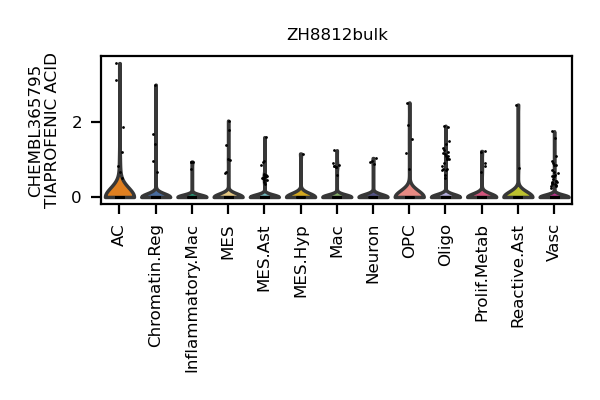 ZH8812bulk
CHEMBL365795
TIAPROFENIC ACID
2
0
AC
Chromatin.Reg
Inflammatory.Mac
MES
MES.Ast
MES.Hyp
Mac
Neuron
OPC
Oligo
Prolif.Metab
Reactive.Ast
Vasc